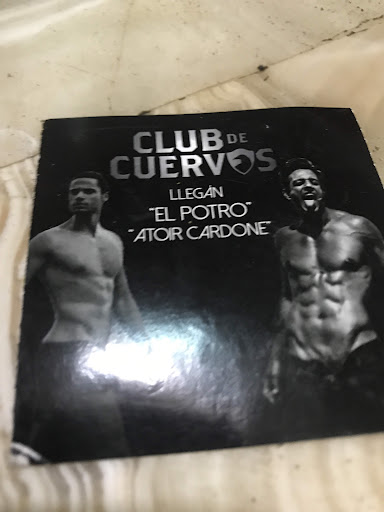 CLUB DE
CUERVOS
LLEGAN
"EL POTRO"
"ATOIR CARDONE"